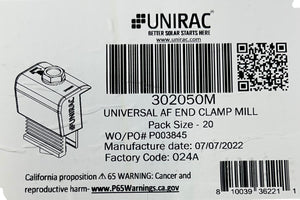 UNIRAC®
BETTER SOLAR STARTS HERE
www.unirac.com
302050M
UNIVERSAL AF END CLAMP MILL
Pack Size - 20
WO/PO# P003845
Manufacture date: 07/07/2022
Factory Code: 024A
California proposition ⚠ 65 WARNING: Cancer and
reproductive harm- www.P65Warnings.ca.gov
8 10039 36221 1